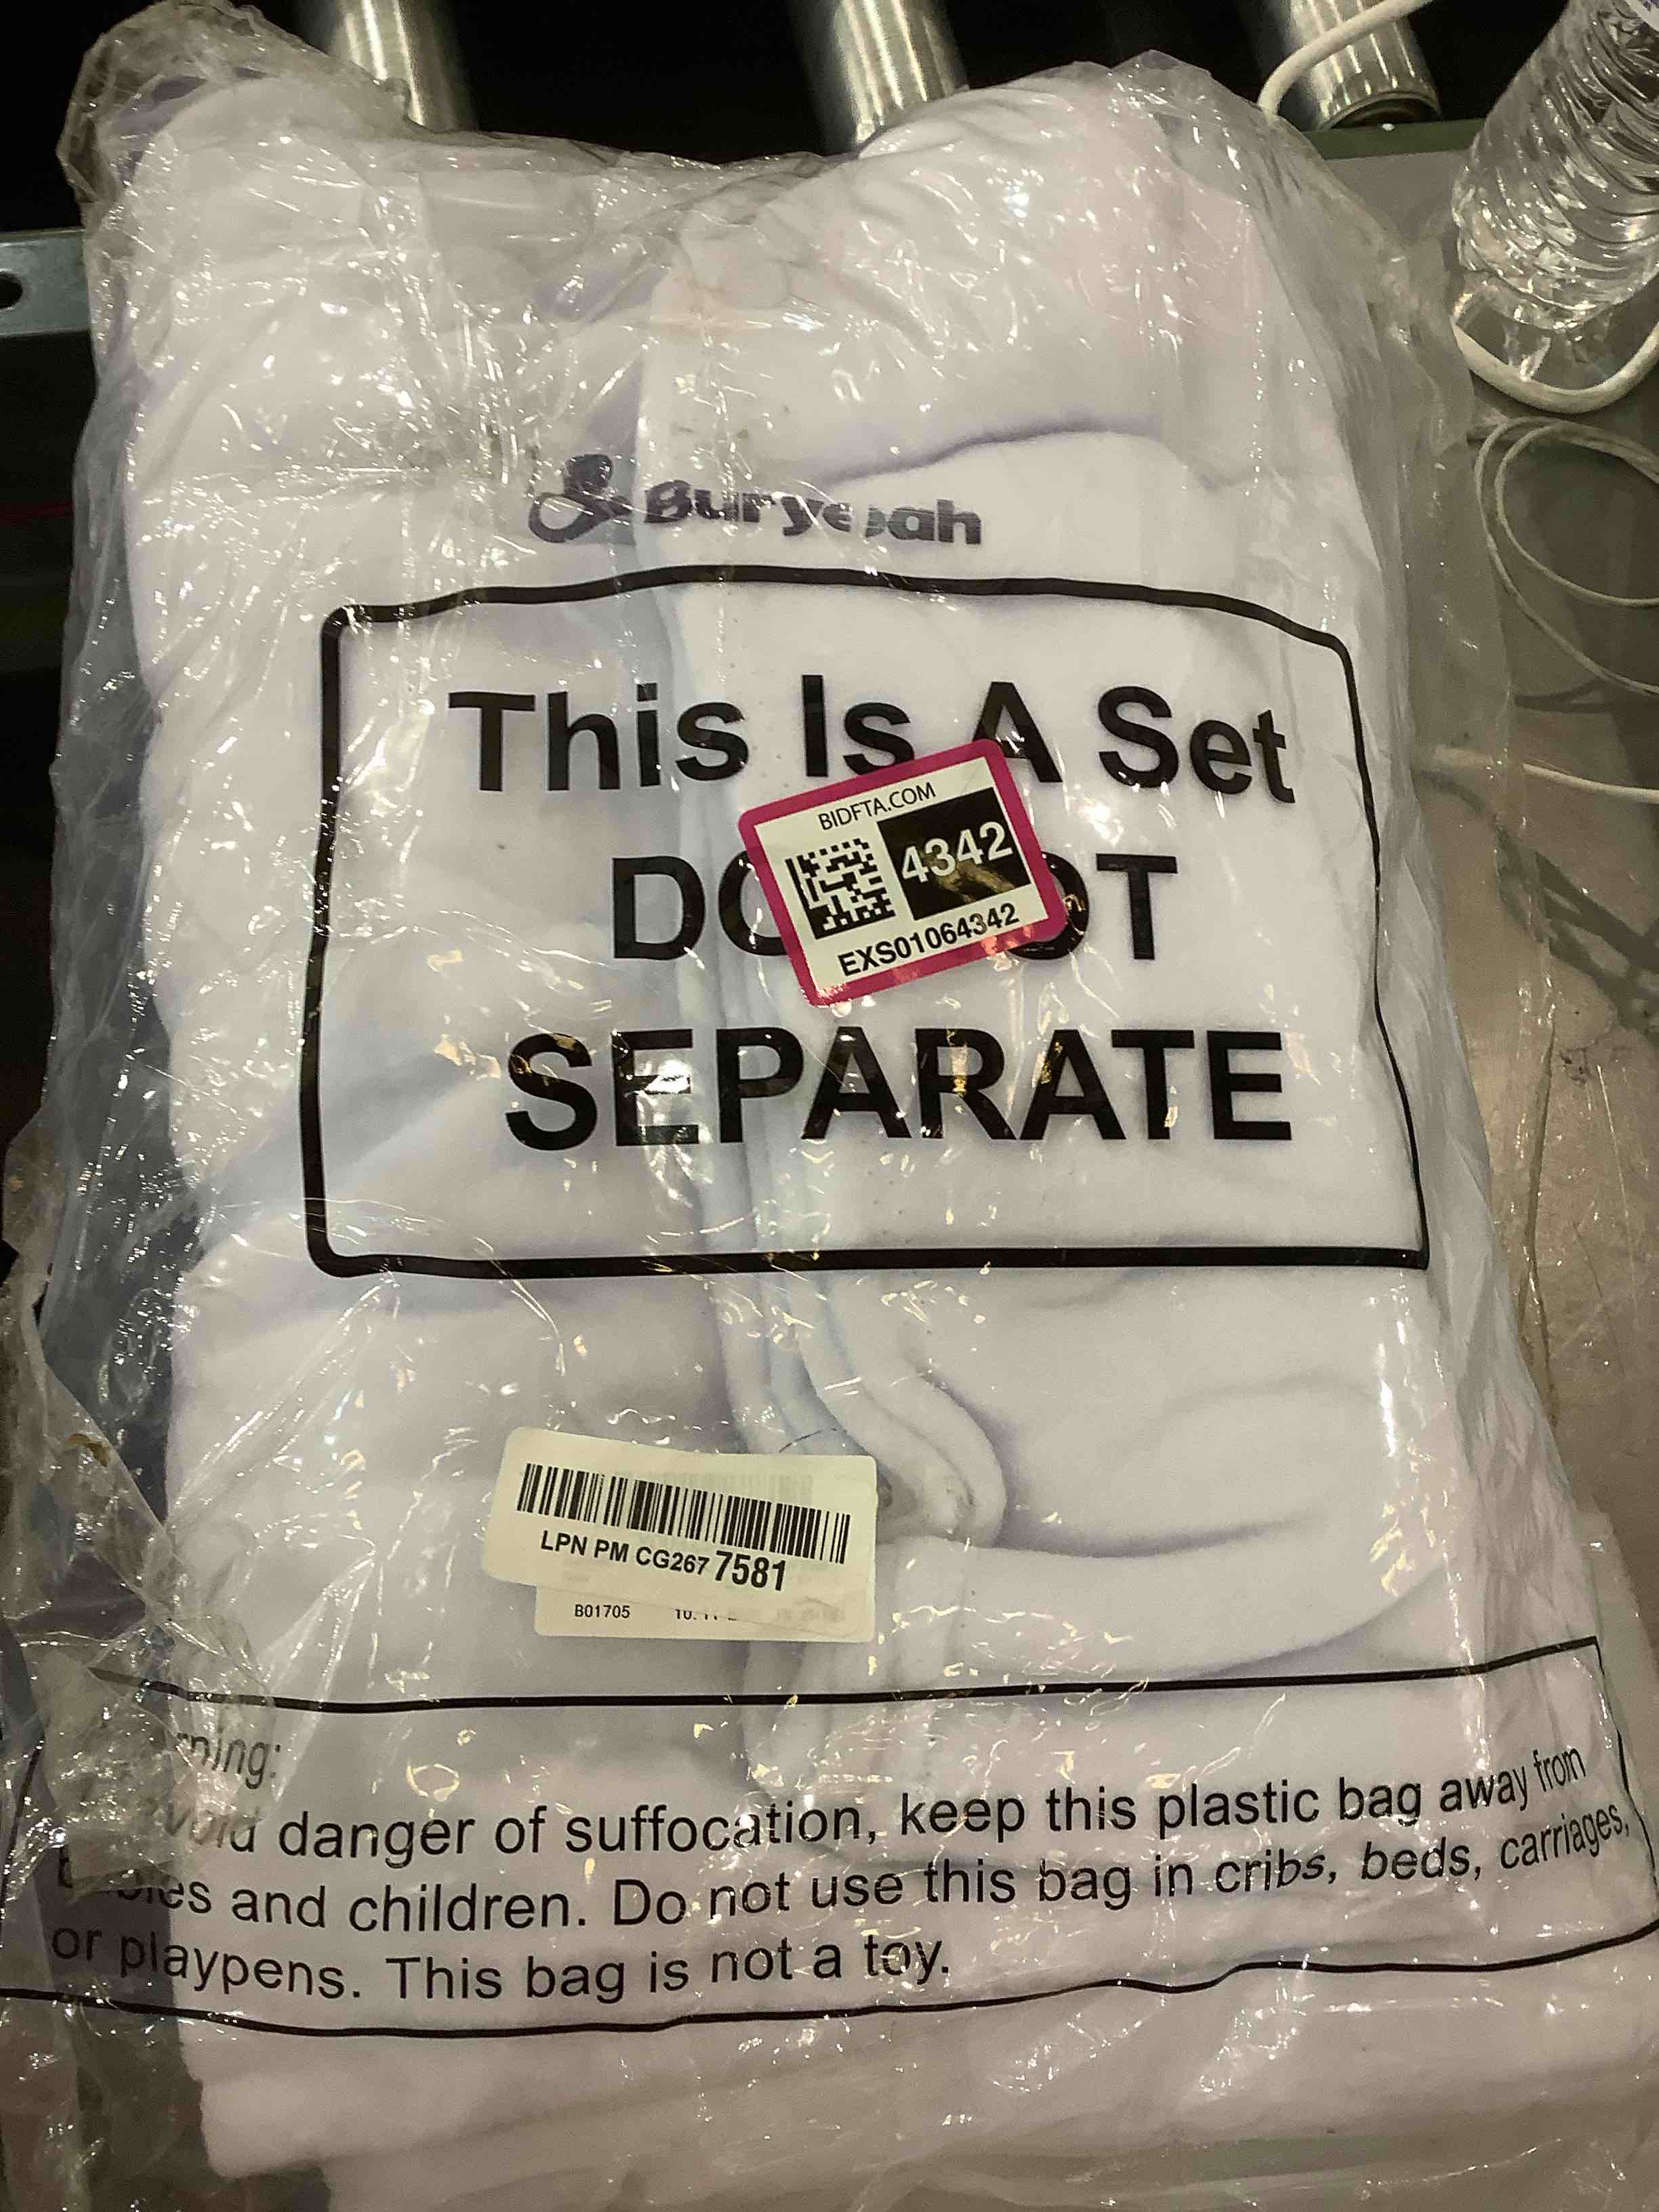 Buryeah
This Is A Set
BIDFTA.COM
4342
EXS01064342
SEPARATE
LPN PM CG267 7581
B01705
danger of suffocation, keep this plastic bag away from
and children. Do not use this bag in cribs, beds, carriages,
or playpens. This bag is not a toy.